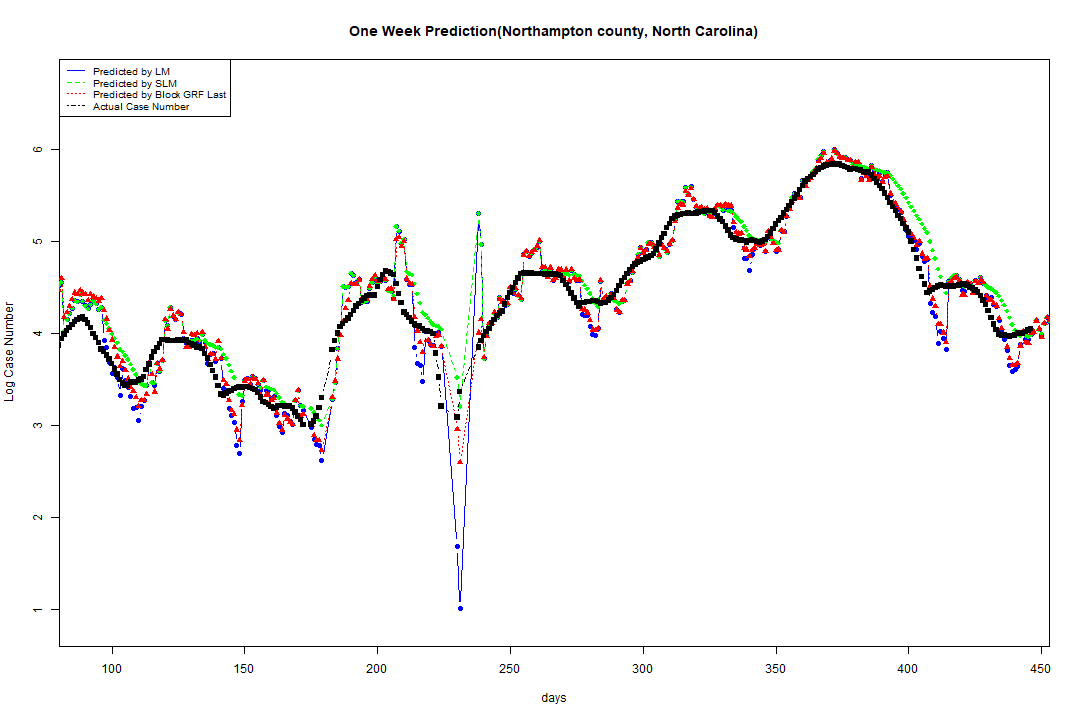 One Week Prediction(Northampton county, North Carolina)
Predicted by LM
Predicted by SLM
Predicted by Block GRF Last
Actual Case Number
6
5
4
3
2
1
Log Case Number
100 150 200 250 300 350 400 450
days